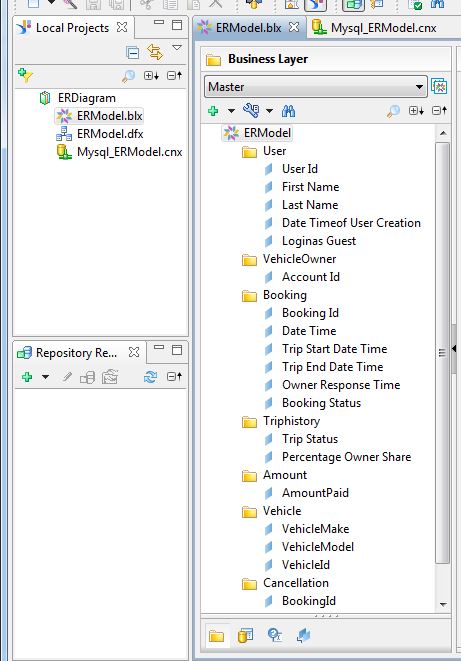 Local Projects
ERDiagram
ERModel.blx
ERModel.dfx
Mysql_ERModel.cnx
Repository Re...
ERModel.blx
Mysql_ERModel.cnx
Business Layer
Master
ERModel
User
User Id
First Name
Last Name
Date Timeof User Creation
Loginas Guest
VehicleOwner
Account Id
Booking
Booking Id
Date Time
Trip Start Date Time
Trip End Date Time
Owner Response Time
Booking Status
Triphistory
Trip Status
Percentage Owner Share
Amount
AmountPaid
Vehicle
VehicleMake
VehicleModel
VehicleId
Cancellation
BookingId